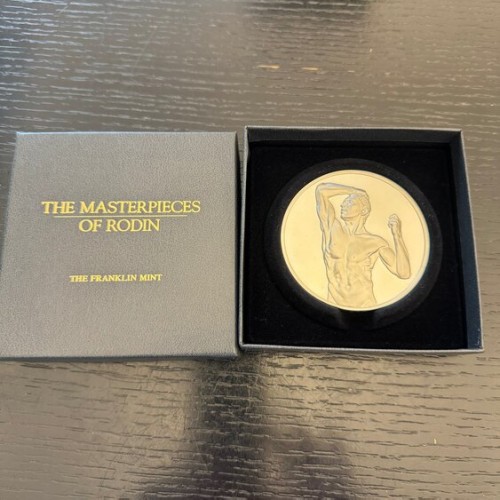 THE MASTERPIECES
OF RODIN
THE FRANKLIN MINT